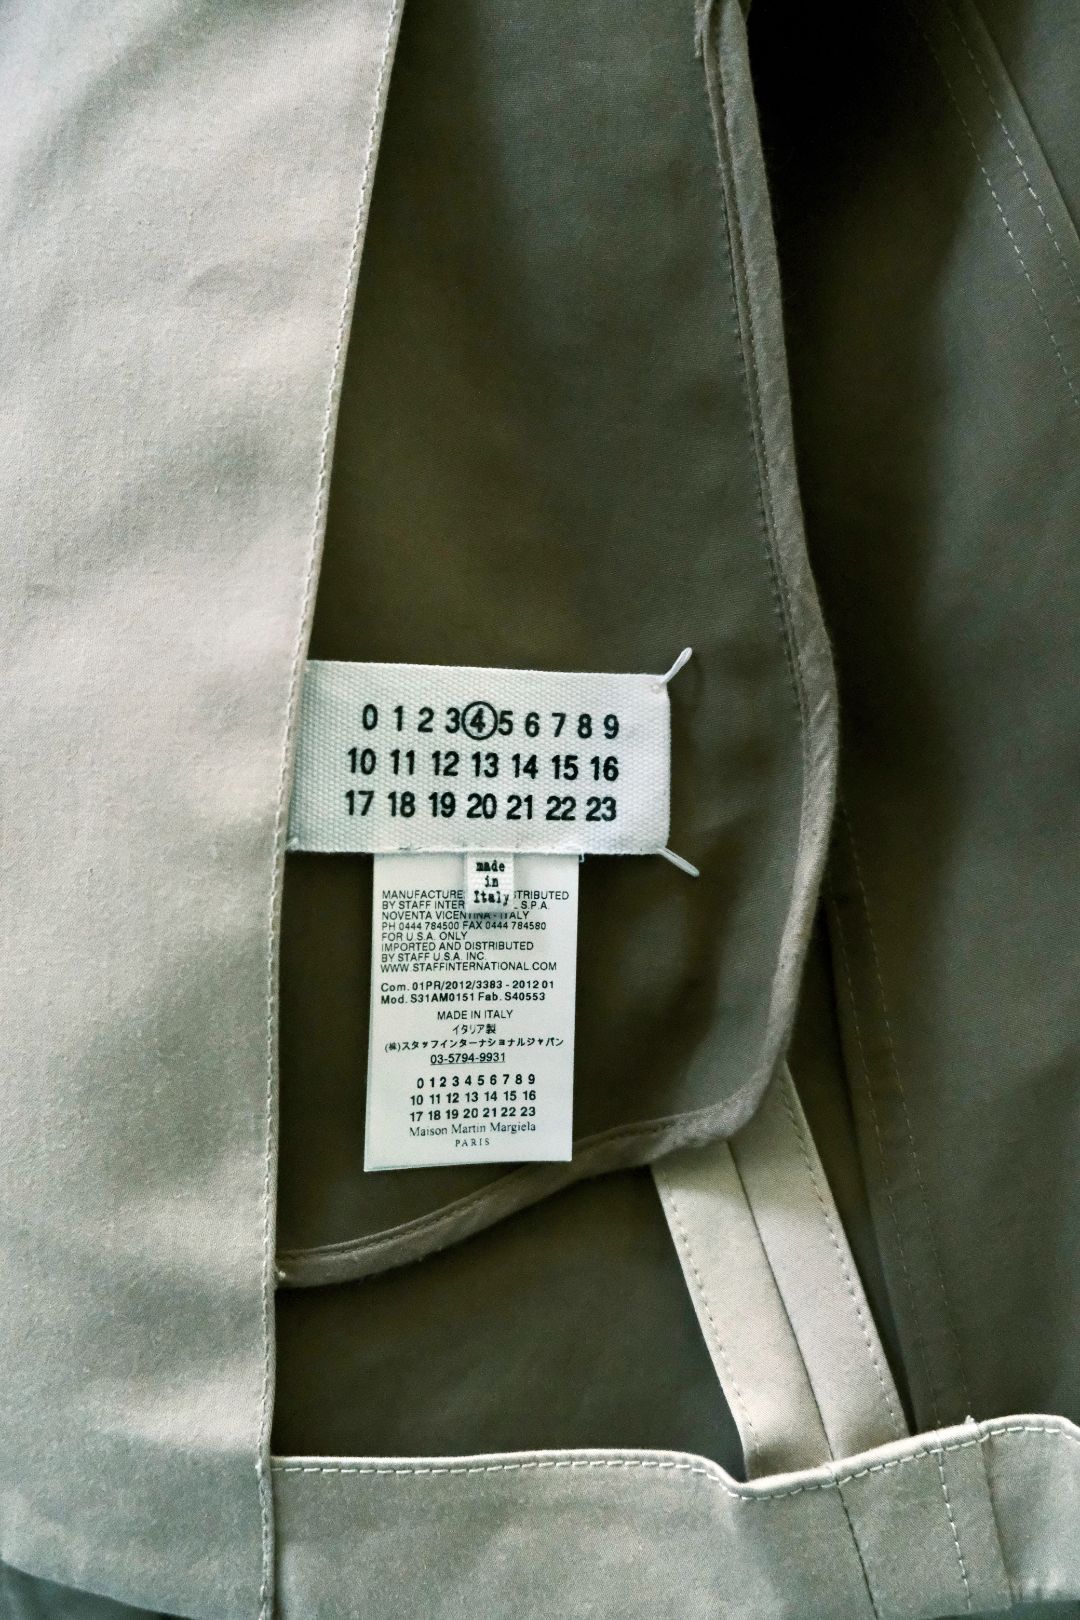 0 1 2 3 4 5 6 7 8 9
10 11 12 13 14 15 16
17 18 19 20 21 22 23
made
in
Italy
MANUFACTURE TRIBUTED
BY STAFF INTER L S.P.A.
NOVENTA VICENTINA - ITALY
PH 0444 784500 FAX 0444 784580
FOR U.S.A. ONLY
IMPORTED AND DISTRIBUTED
BY STAFF U.S.A. INC.
WWW.STAFFINTERNATIONAL.COM
Com. 01PR/2012/3383 - 2012 01
Mod. S31AM0151 Fab. S40553
MADE IN ITALY
イタリア製
(株)スタッフインターナショナルジャパン
03-5794-9931
0 1 2 3 4 5 6 7 8 9
10 11 12 13 14 15 16
17 18 19 20 21 22 23
Maison Martin Margiela
PARIS